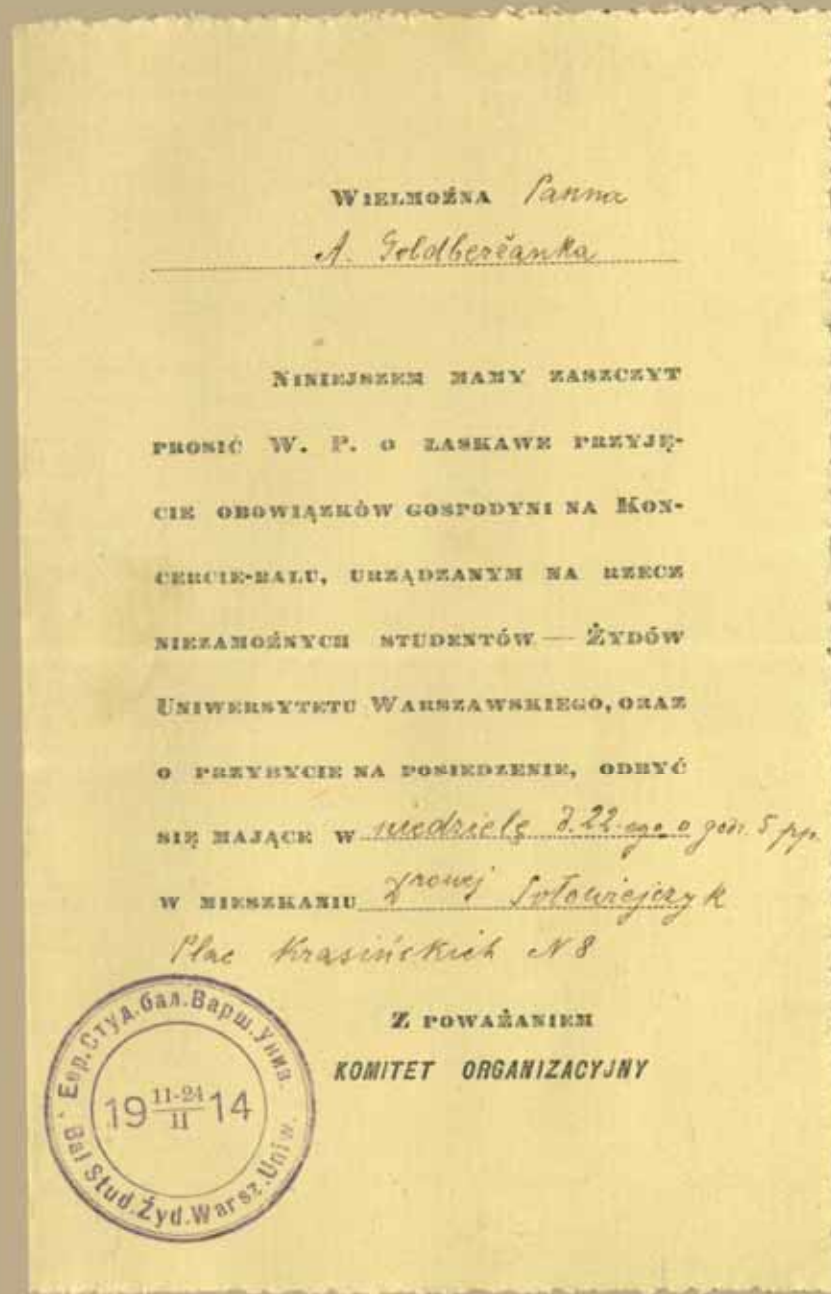 Wielmożna Panna
A. Goldberżanka
Niniejszem mamy zaszczyt
prosić W. P. o łaskawe przyję-
cie obowiązków gospodyni na Kon-
cercie-balu, urządzanym na rzecz
niezamożnych studentów — Żydów
Uniwersytetu Warszawskiego, oraz
o przybycie na posiedzenie, odbyć
się mające w niedzielę d. 22-ego o godz. 5 pp.
w mieszkaniu Drowej Sołowiejczyk
Plac Krasińskich N 8
Z poważaniem
KOMITET ORGANIZACYJNY
Евр.Студ.бал.Варш.Унив.
19 11-24/II 14
Bal Stud.Żyd.Warsz.Uniw.